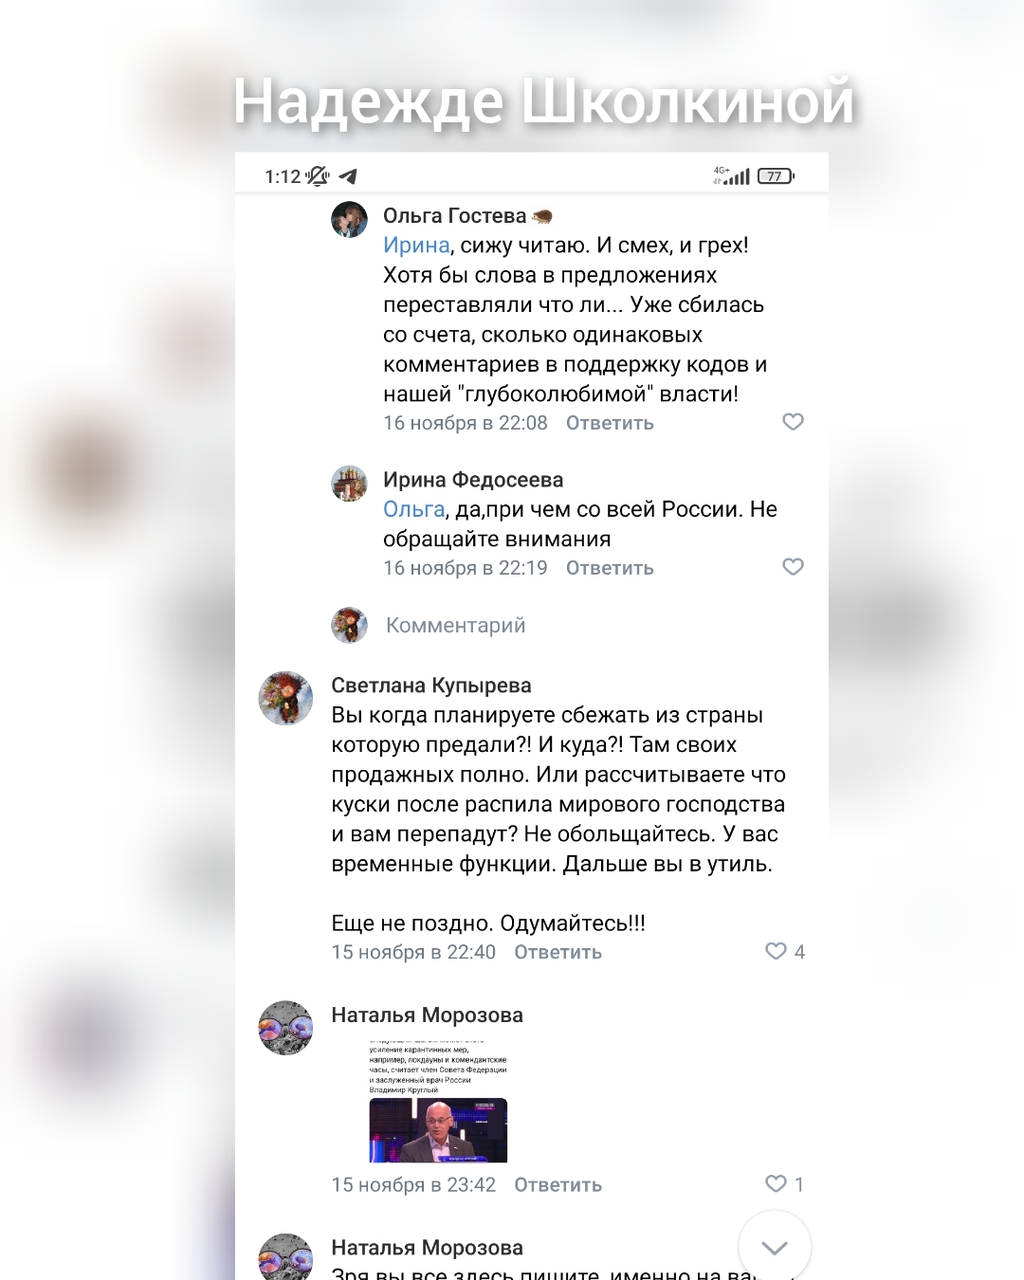 Надежде Школкиной
1:12
4G+
77
Ольга Гостева
Ирина, сижу читаю. И смех, и грех!
Хотя бы слова в предложениях
переставляли что ли... Уже сбилась
со счета, сколько одинаковых
комментариев в поддержку кодов и
нашей "глубоколюбимой" власти!
16 ноября в 22:08 Ответить
Ирина Федосеева
Ольга, да,при чем со всей России. Не
обращайте внимания
16 ноября в 22:19 Ответить
Комментарий
Светлана Купырева
Вы когда планируете сбежать из страны
которую предали?! И куда?! Там своих
продажных полно. Или рассчитываете что
куски после распила мирового господства
и вам перепадут? Не обольщайтесь. У вас
временные функции. Дальше вы в утиль.
Еще не поздно. Одумайтесь!!!
15 ноября в 22:40 Ответить 4
Наталья Морозова
усиление карантинных мер,
например, локдауны и комендантские
часы, считает член Совета Федерации
и заслуженный врач России
Владимир Круглый
15 ноября в 23:42 Ответить 1
Наталья Морозова
Зря вы все здесь пишите, именно на